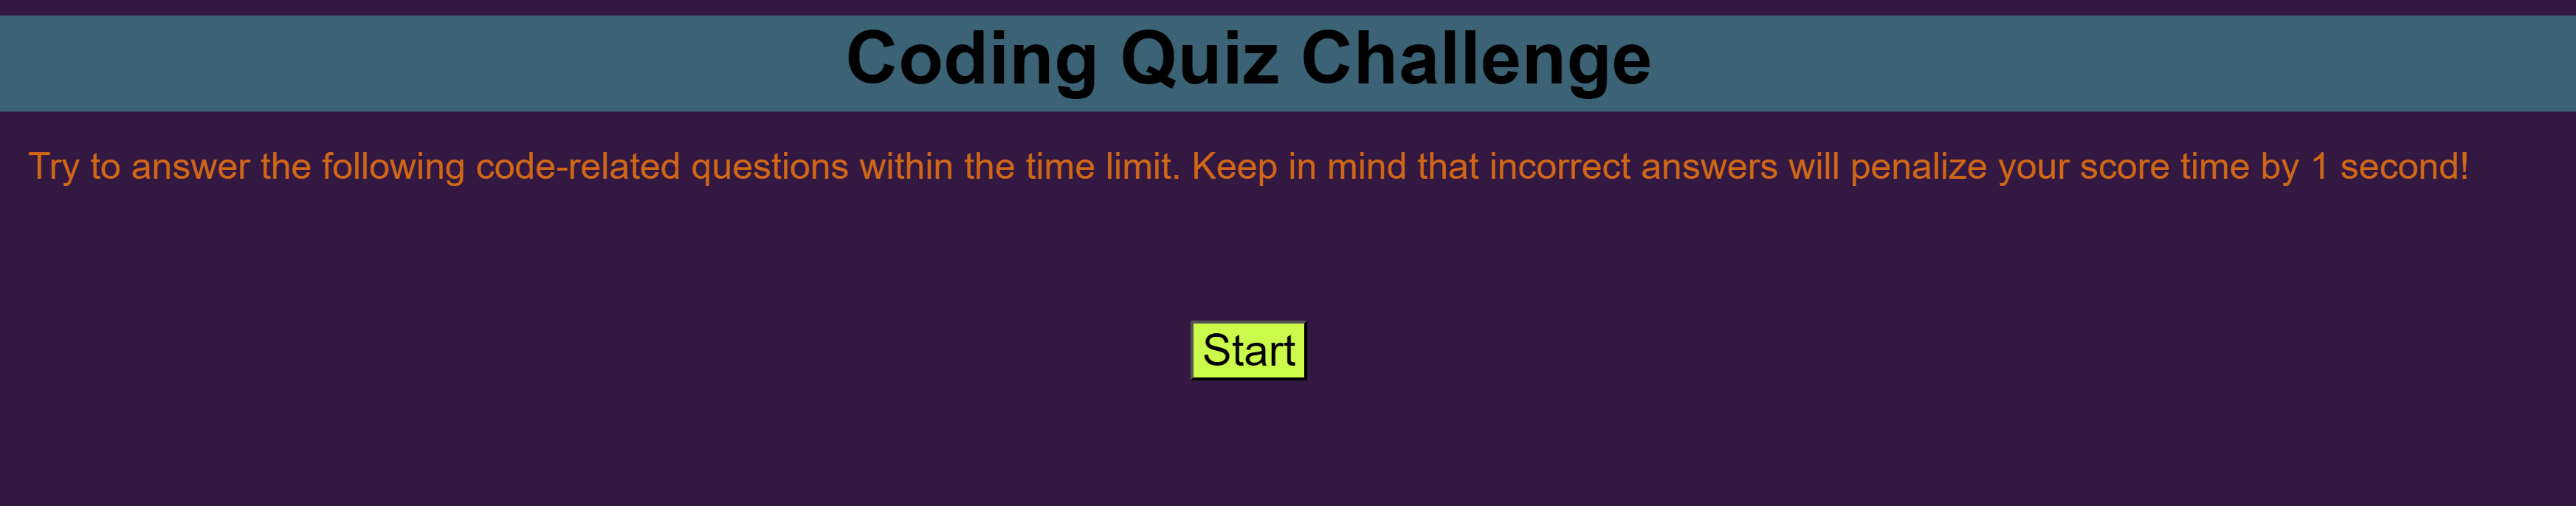 Coding Quiz Challenge
Try to answer the following code-related questions within the time limit. Keep in mind that incorrect answers will penalize your score time by 1 second!
Start